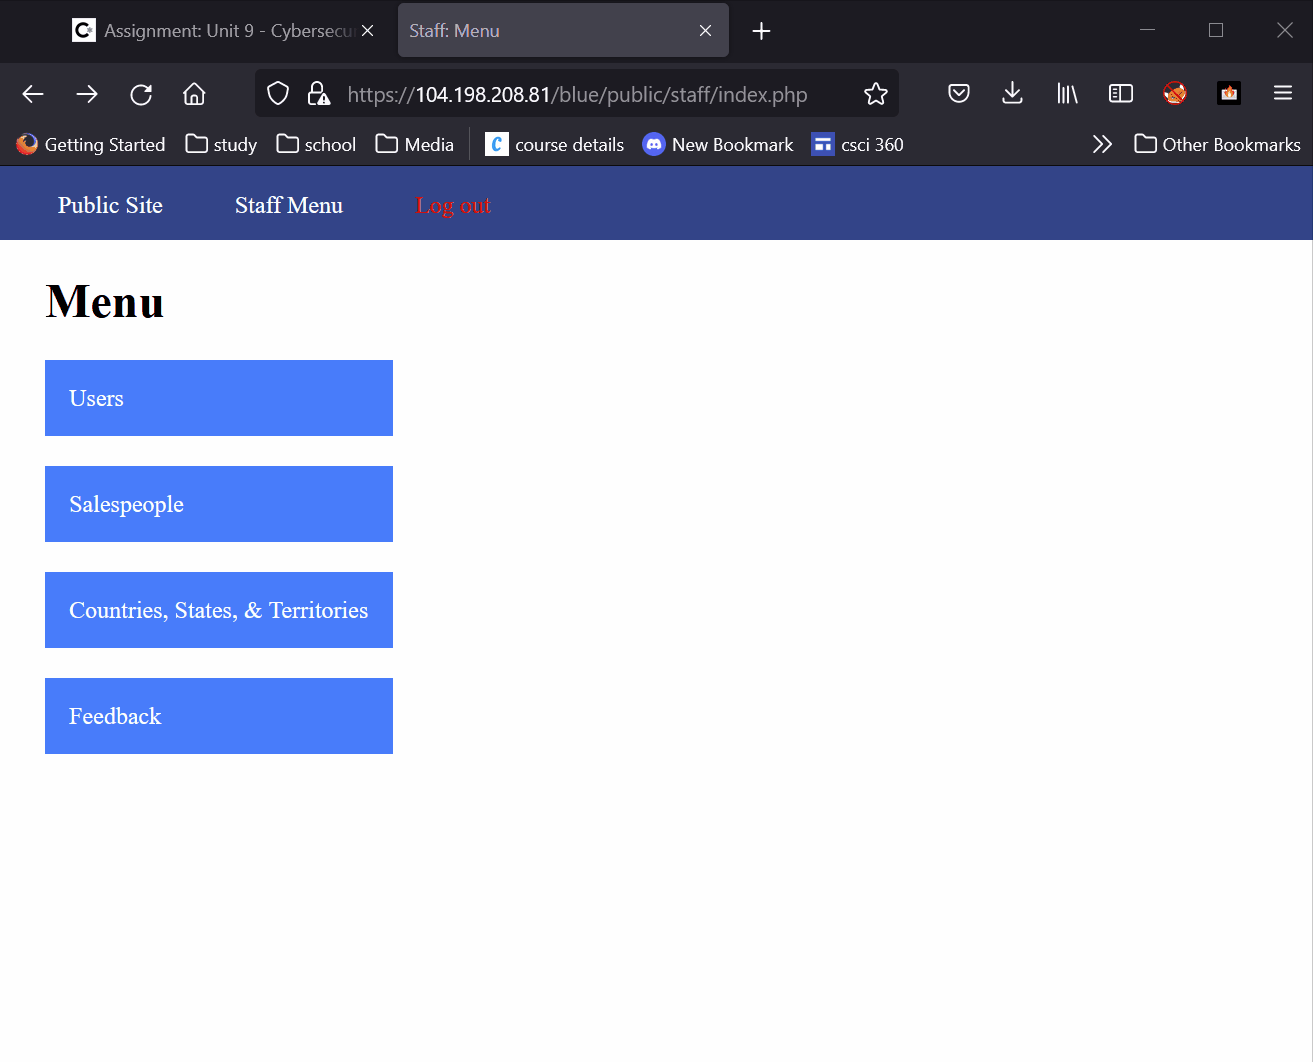 Assignment: Unit 9 - Cybersecu
Staff: Menu
https://104.198.208.81/blue/public/staff/index.php
Getting Started study school Media course details New Bookmark csci 360 Other Bookmarks
Public Site Staff Menu Log out
Menu
Users
Salespeople
Countries, States, & Territories
Feedback